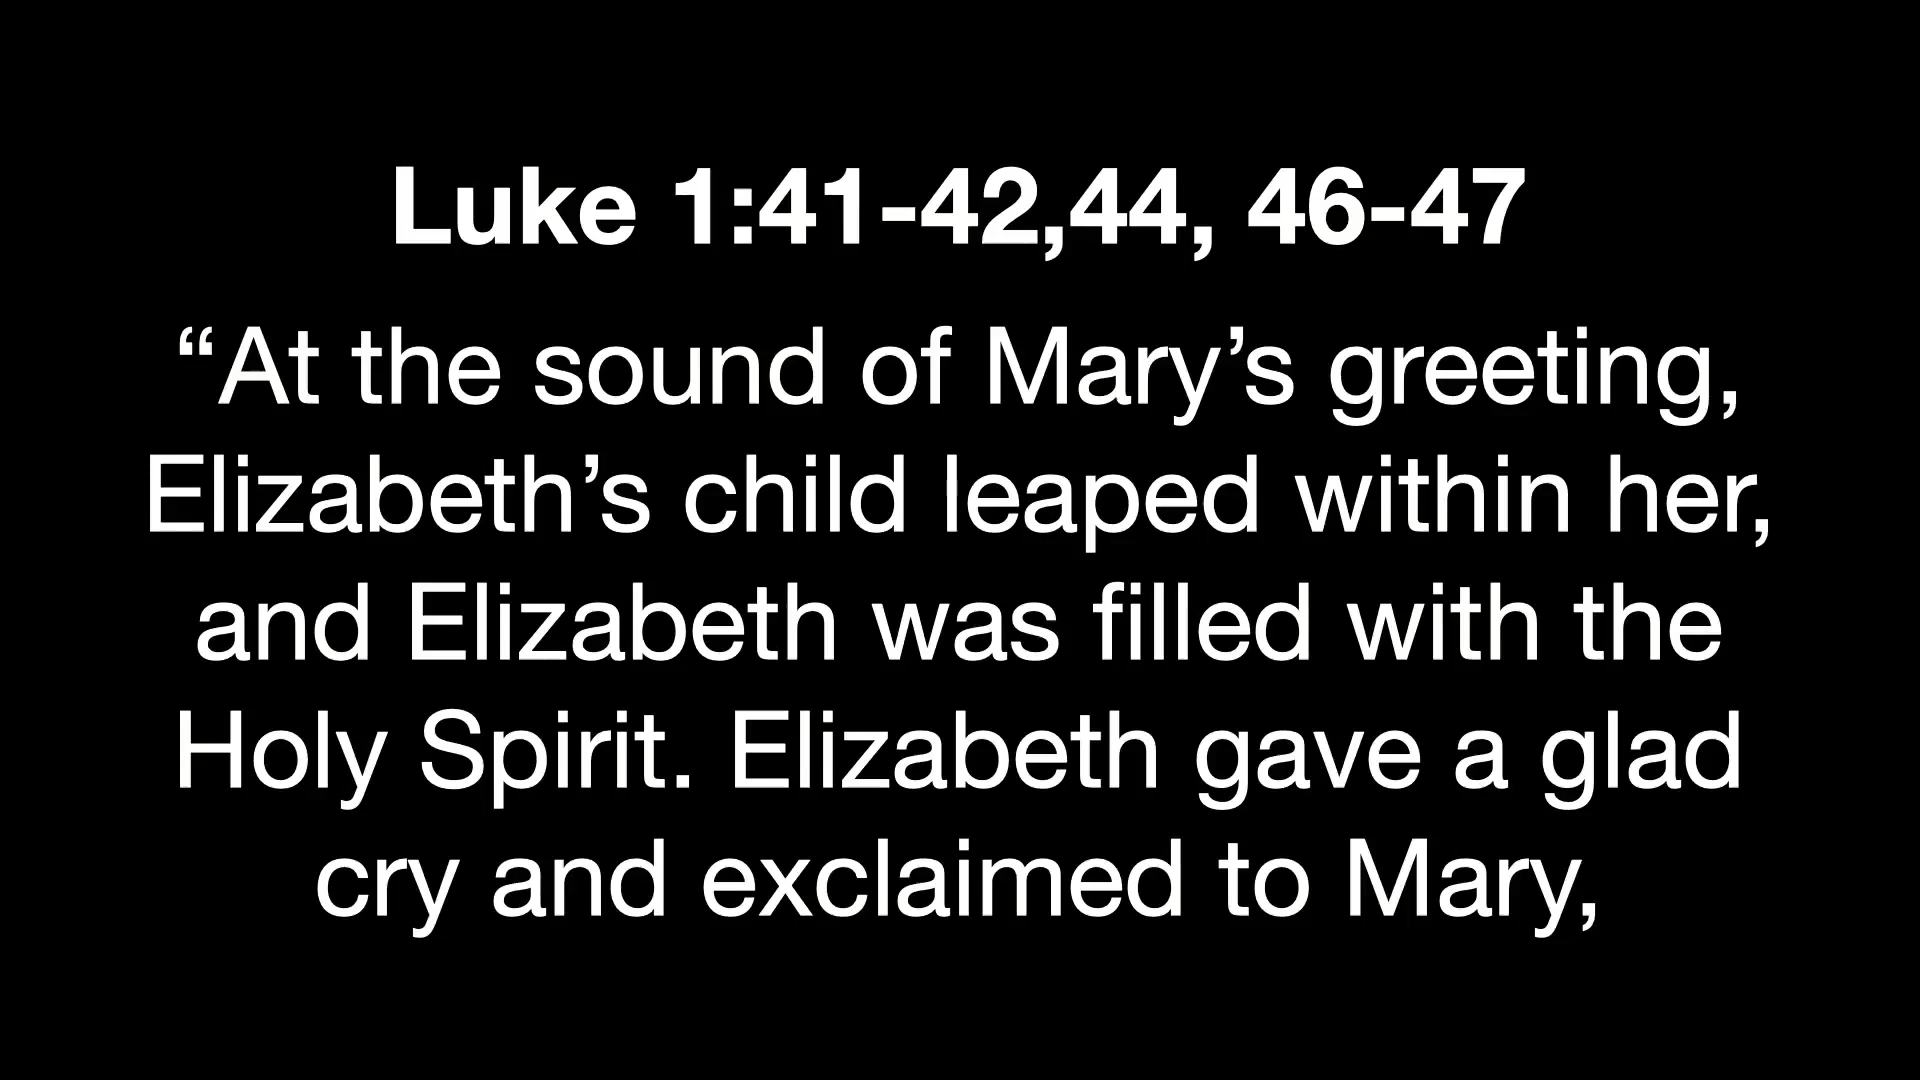 Luke 1:41-42,44, 46-47
“At the sound of Mary’s greeting,
Elizabeth’s child leaped within her,
and Elizabeth was filled with the
Holy Spirit. Elizabeth gave a glad
cry and exclaimed to Mary,